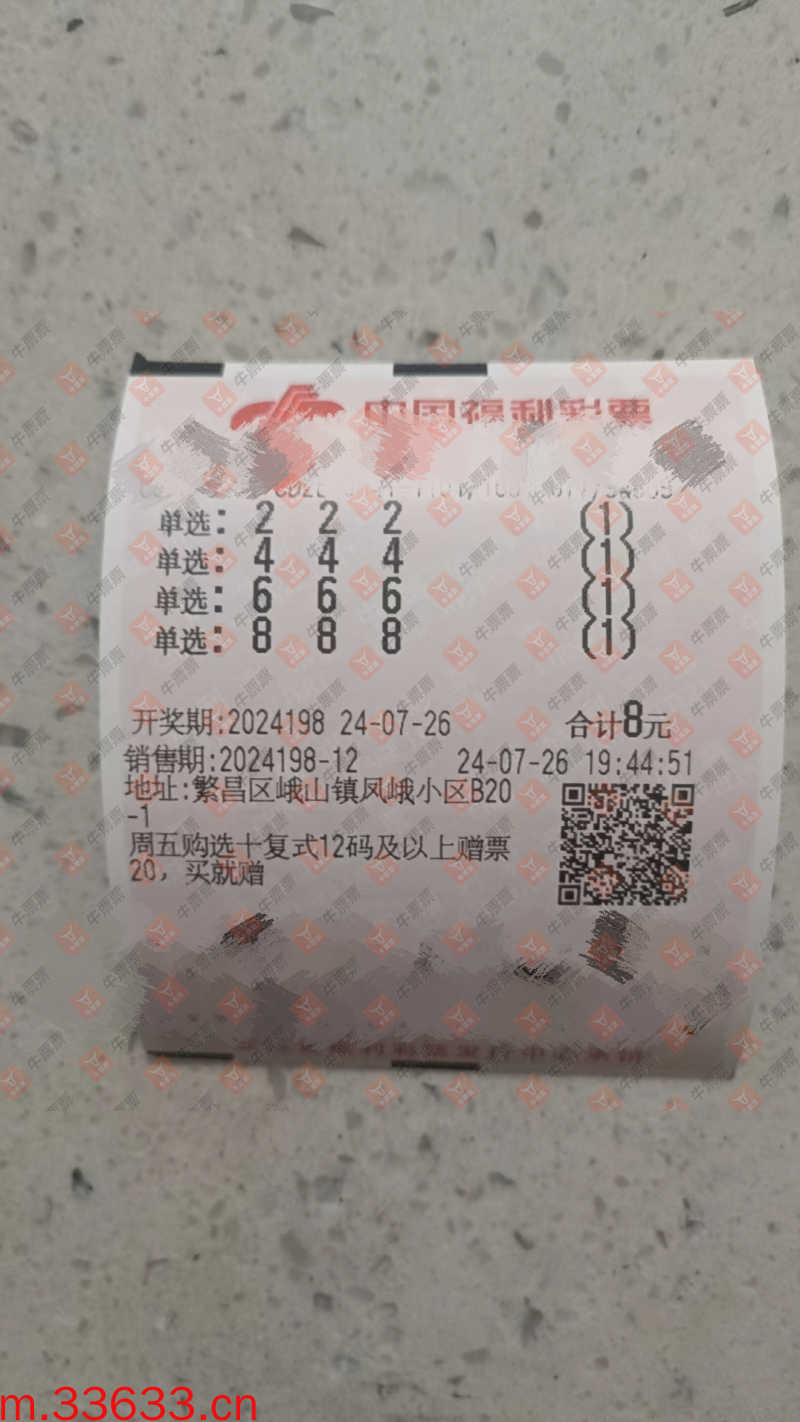 中国福利彩票
单选: 2 2 2 (1)
单选: 4 4 4 (1)
单选: 6 6 6 (1)
单选: 8 8 8 (1)
开奖期:2024198 24-07-26 合计8元
销售期:2024198-12 24-07-26 19:44:51
地址:繁昌区峨山镇凤峨小区B20
-1
周五购选十复式12码及以上赠票
20，买就赠
牛票票
m.33633.cn